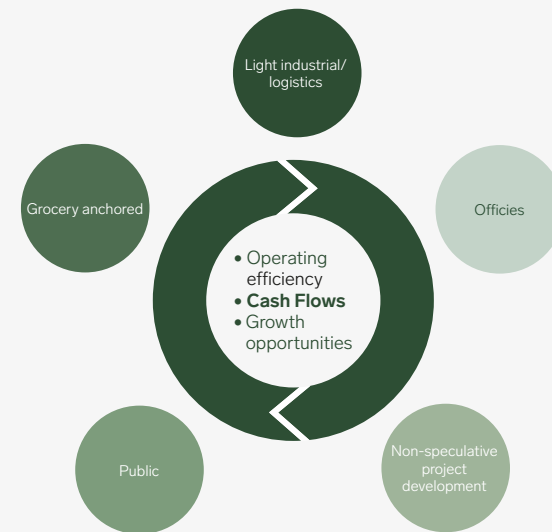 Light industrial/
logistics
Grocery anchored
Officies
• Operating
efficiency
• Cash Flows
• Growth
opportunities
Public
Non-speculative
project
development